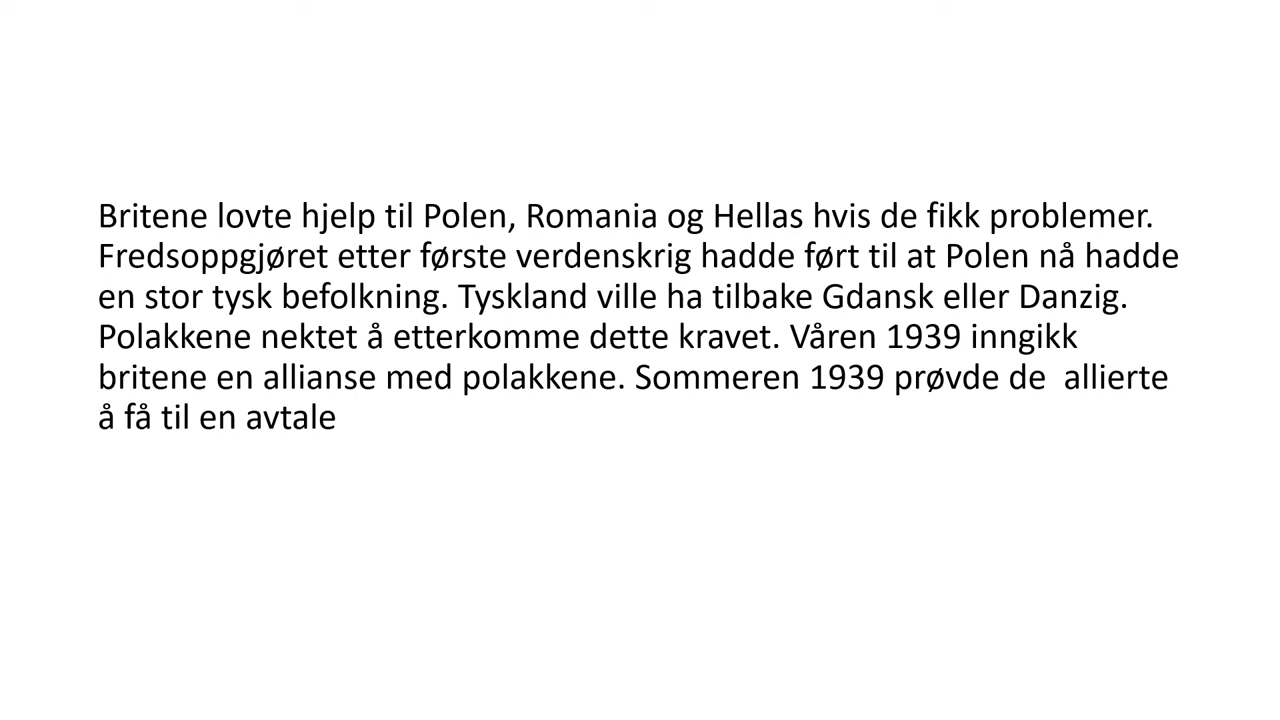 Britene lovte hjelp til Polen, Romania og Hellas hvis de fikk problemer.
Fredsoppgjøret etter første verdenskrig hadde ført til at Polen nå hadde
en stor tysk befolkning. Tyskland ville ha tilbake Gdansk eller Danzig.
Polakkene nektet å etterkomme dette kravet. Våren 1939 inngikk
britene en allianse med polakkene. Sommeren 1939 prøvde de  allierte
å få til en avtale